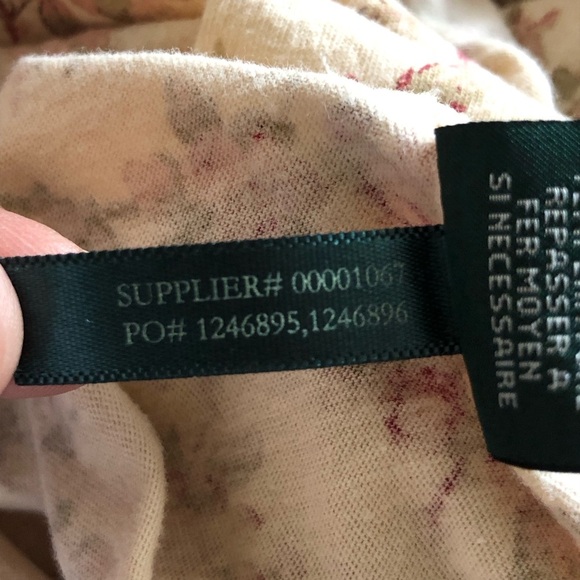 SUPPLIER# 00001067
PO# 1246895,1246896
REPASSER A
FER MOYEN
SI NECESSAIRE